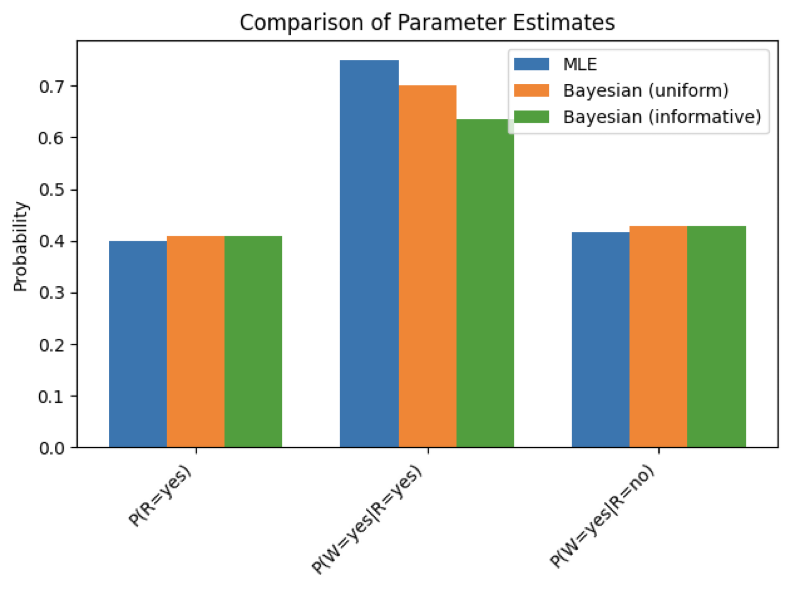 Comparison of Parameter Estimates
MLE
Bayesian (uniform)
Bayesian (informative)
Probability
0.7
0.6
0.5
0.4
0.3
0.2
0.1
0.0
P(R=yes)
P(W=yes|R=yes)
P(W=yes|R=no)